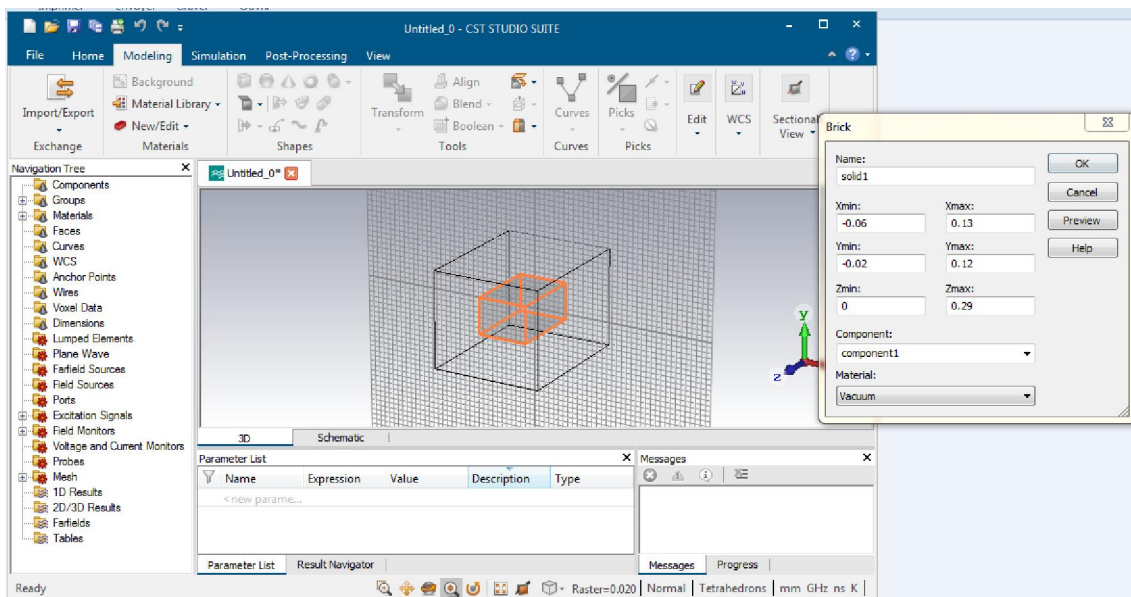 Untitled_0 - CST STUDIO SUITE
File Home Modeling Simulation Post-Processing View
Import/Export
Background
Material Library
New/Edit
Transform
Align
Blend
Boolean
Curves
Picks
Edit
WCS
Sectional
View
Exchange Materials Shapes Tools Curves Picks
Navigation Tree
Untitled_0*
Components
Groups
Materials
Faces
Curves
WCS
Anchor Points
Wires
Voxel Data
Dimensions
Lumped Elements
Plane Wave
Farfield Sources
Field Sources
Ports
Excitation Signals
Field Monitors
Voltage and Current Monitors
Probes
Mesh
1D Results
2D/3D Results
Farfields
Tables
y
z
3D Schematic
Parameter List
Name Expression Value Description Type
<new parame...
Parameter List Result Navigator
Messages
Messages Progress
Ready
Raster=0.020 Normal Tetrahedrons mm GHz ns K
Brick
Name:
solid1
OK
Cancel
Preview
Help
Xmin: Xmax:
-0.06 0.13
Ymin: Ymax:
-0.02 0.12
Zmin: Zmax:
0 0.29
Component:
component1
Material:
Vacuum